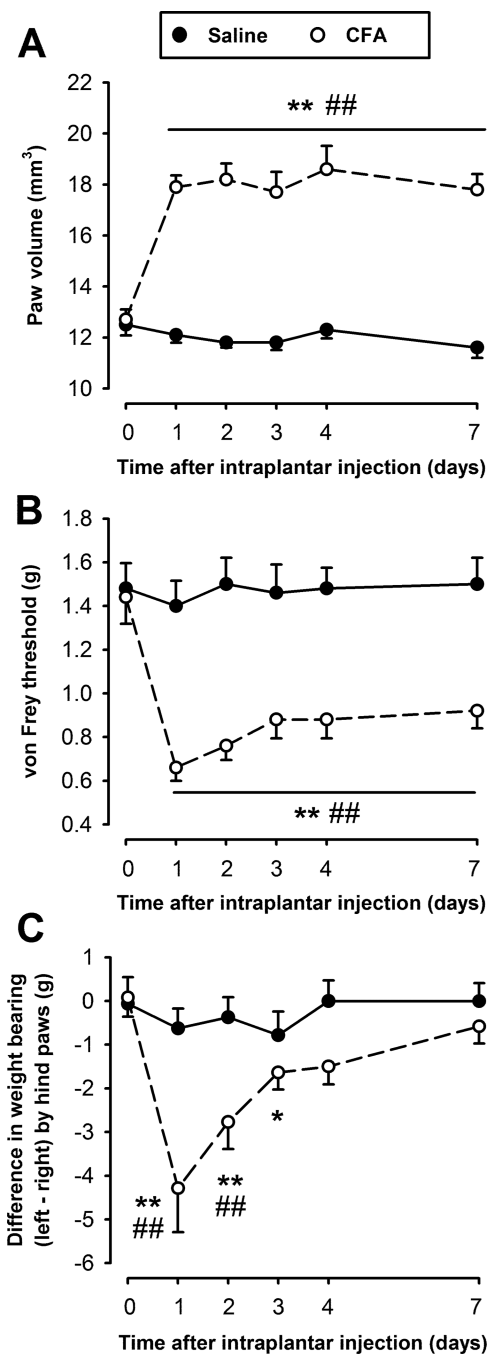 Saline CFA
A
22
20
18
16
14
12
10
** ##
Paw volume (mm3)
0 1 2 3 4 7
Time after intraplantar injection (days)
B
1.8
1.6
1.4
1.2
1.0
0.8
0.6
0.4
** ##
von Frey threshold (g)
0 1 2 3 4 7
Time after intraplantar injection (days)
C
1
0
-1
-2
-3
-4
-5
-6
Difference in weight bearing
(left - right) by hind paws (g)
*
**
##
**
##
0 1 2 3 4 7
Time after intraplantar injection (days)